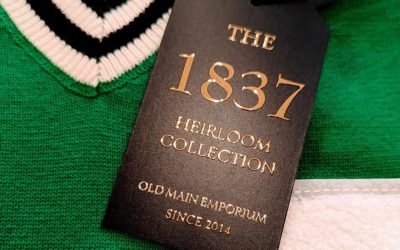 THE
1837
HEIRLOOM
COLLECTION
OLD MAIN EMPORIUM
SINCE 2014